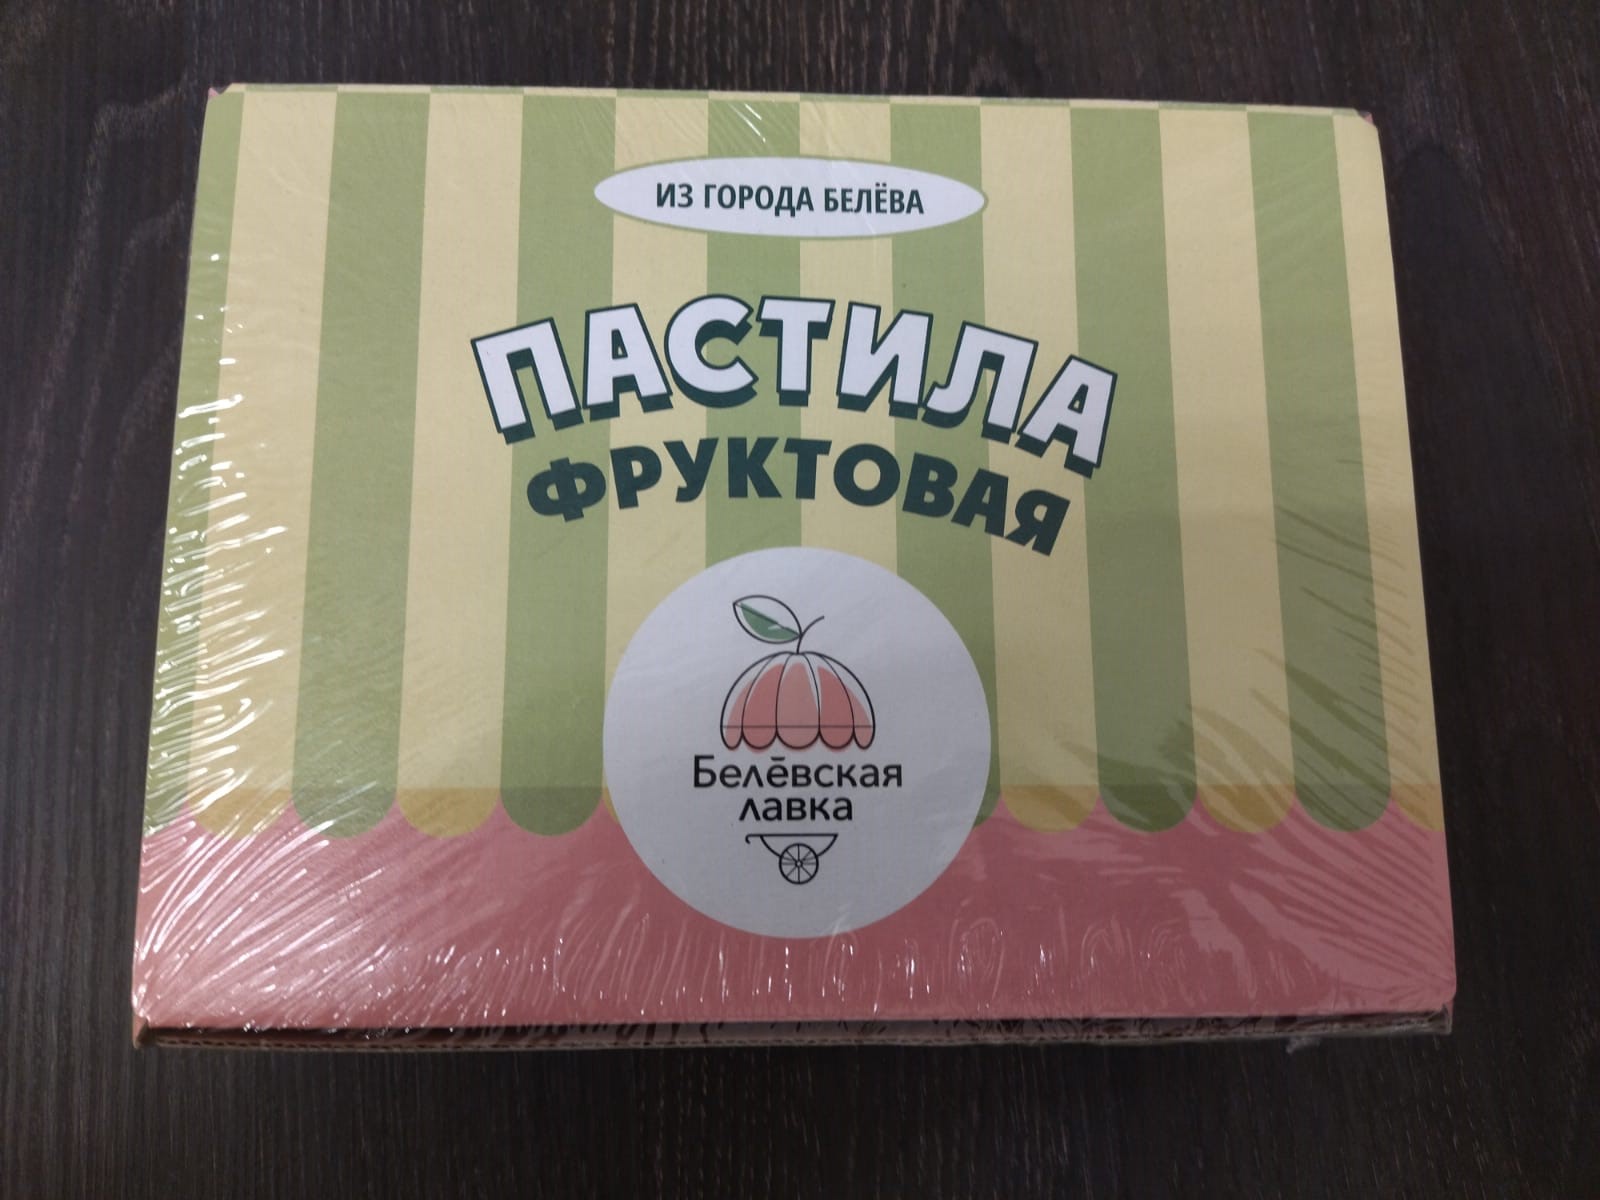 ИЗ ГОРОДА БЕЛЁВА
ПАСТИЛА
ФРУКТОВАЯ
Белёвская
лавка